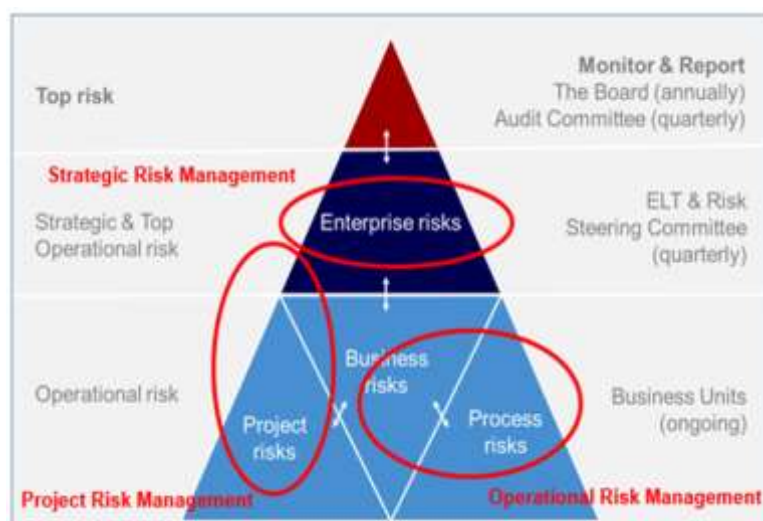 Top risk
Monitor & Report
The Board (annually)
Audit Committee (quarterly)
Strategic Risk Management
Strategic & Top
Operational risk
Enterprise risks
ELT & Risk
Steering Committee
(quarterly)
Operational risk
Business
risks
Project
risks
Process
risks
Business Units
(ongoing)
Project Risk Management
Operational Risk Management